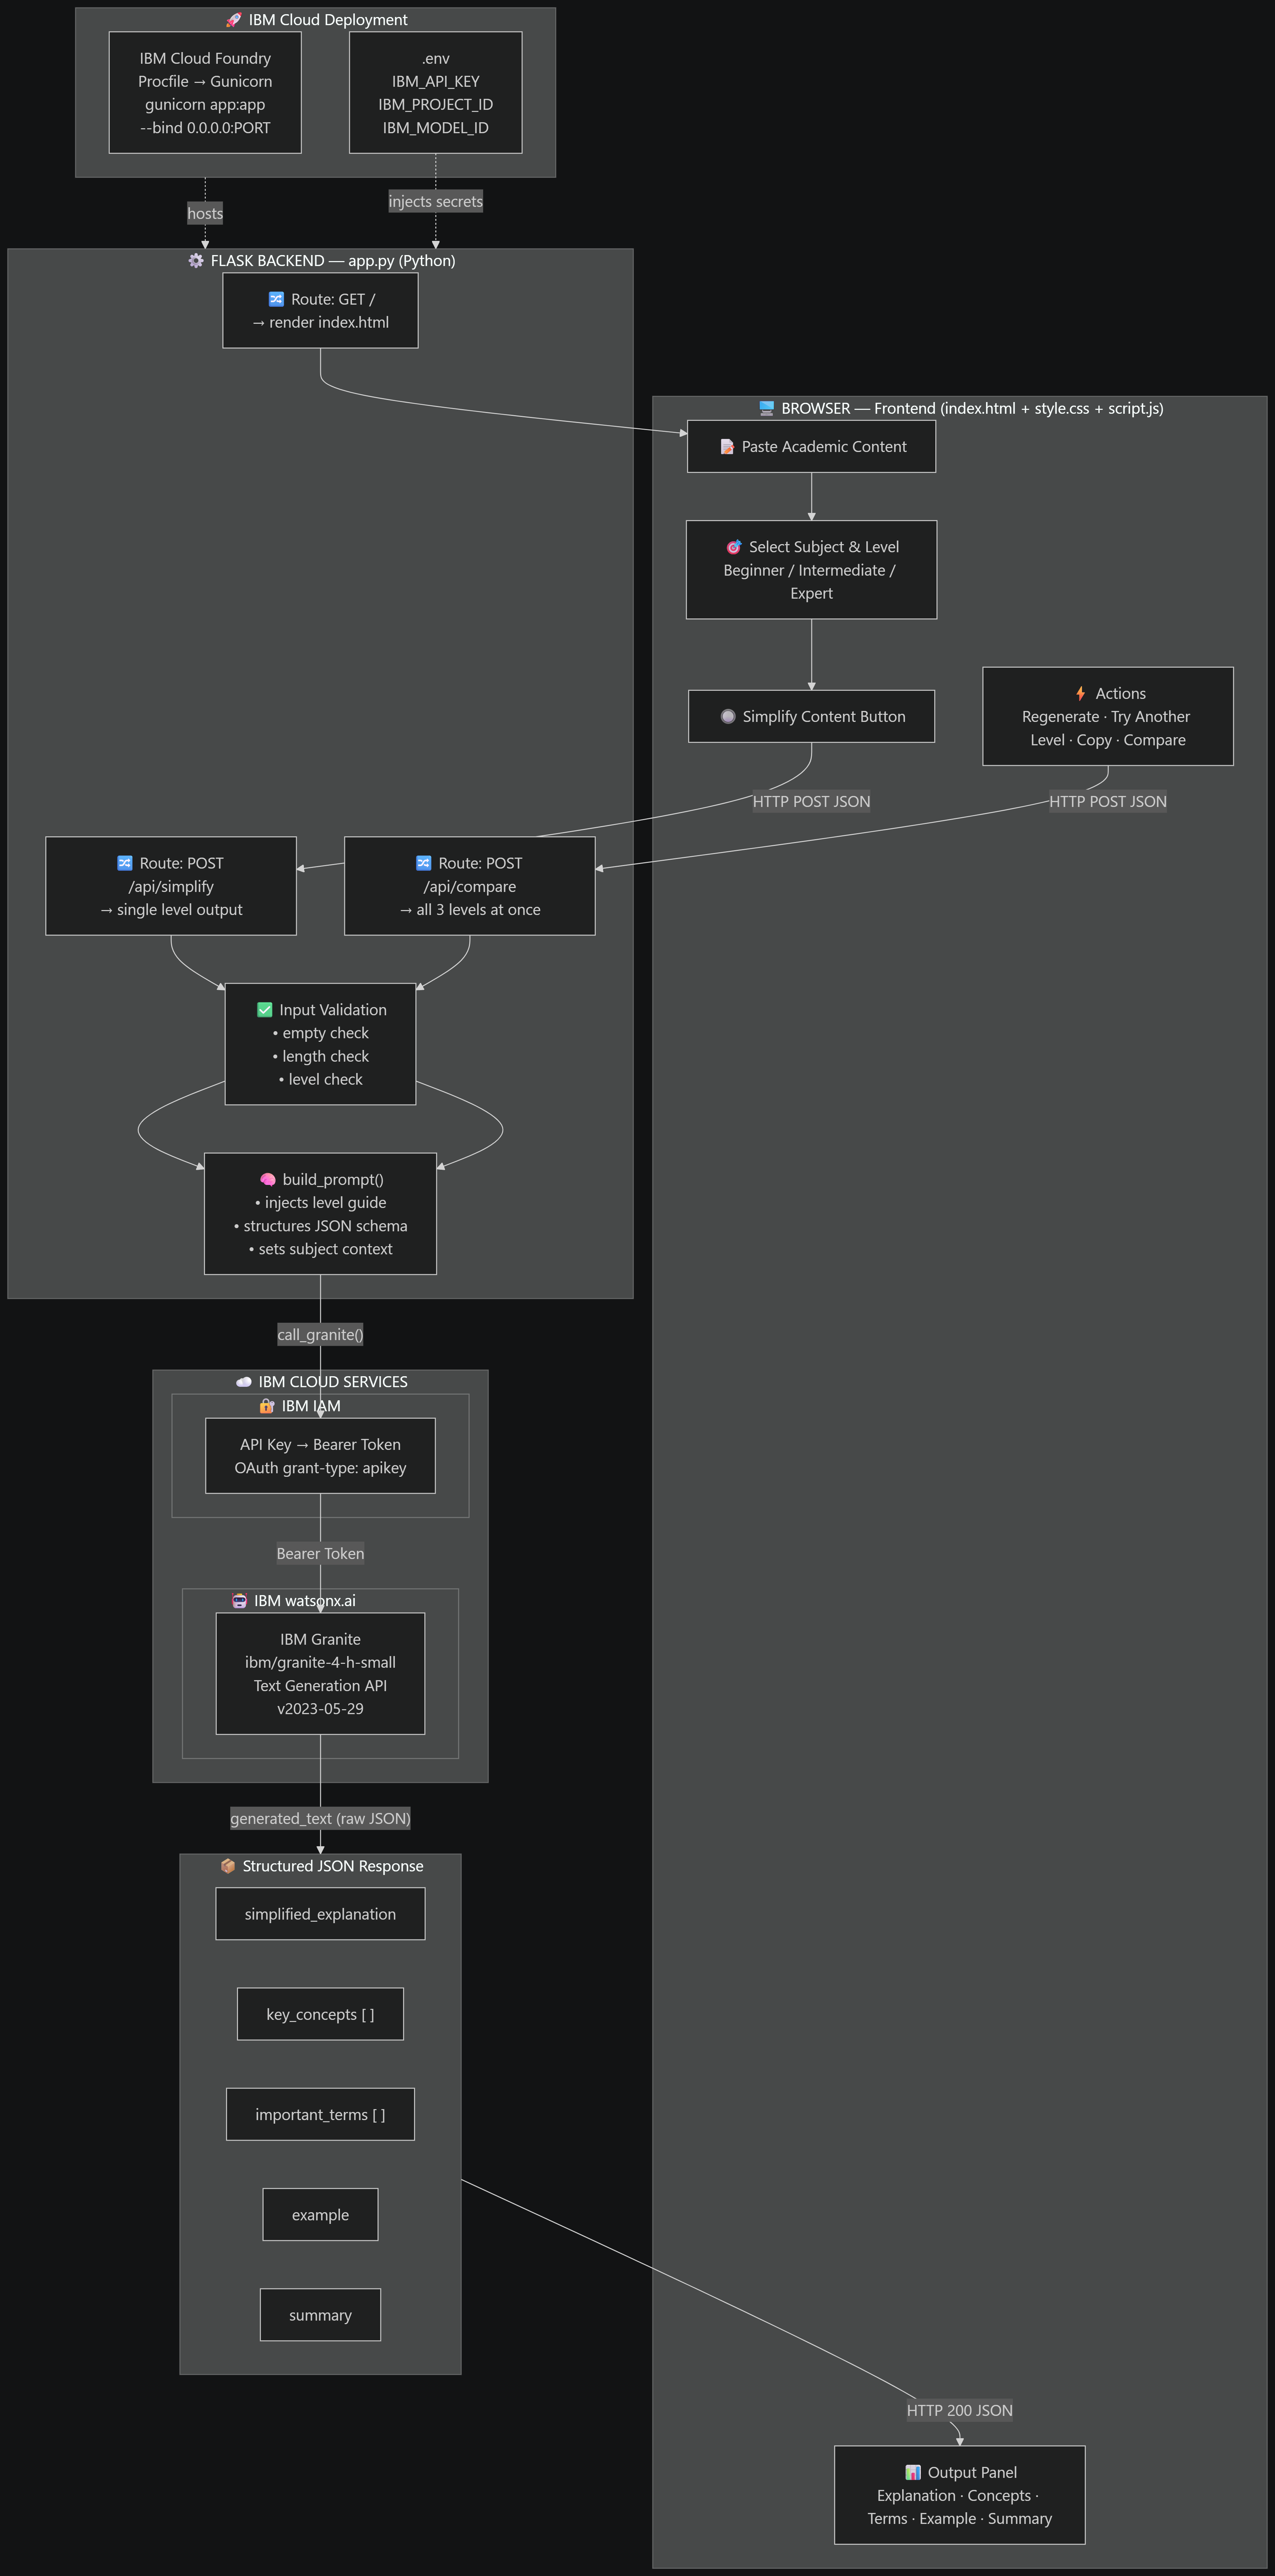 🚀 IBM Cloud Deployment
IBM Cloud Foundry
Procfile → Gunicorn
gunicorn app:app
--bind 0.0.0.0:PORT
.env
IBM_API_KEY
IBM_PROJECT_ID
IBM_MODEL_ID
hosts
injects secrets
⚙️ FLASK BACKEND — app.py (Python)
🔀 Route: GET /
→ render index.html
🖥️ BROWSER — Frontend (index.html + style.css + script.js)
📝 Paste Academic Content
🎯 Select Subject & Level
Beginner / Intermediate /
Expert
🔘 Simplify Content Button
⚡ Actions
Regenerate · Try Another
Level · Copy · Compare
HTTP POST JSON
HTTP POST JSON
🔀 Route: POST
/api/simplify
→ single level output
🔀 Route: POST
/api/compare
→ all 3 levels at once
✅ Input Validation
• empty check
• length check
• level check
🧠 build_prompt()
• injects level guide
• structures JSON schema
• sets subject context
call_granite()
☁️ IBM CLOUD SERVICES
🔐 IBM IAM
API Key → Bearer Token
OAuth grant-type: apikey
Bearer Token
🤖 IBM watsonx.ai
IBM Granite
ibm/granite-4-h-small
Text Generation API
v2023-05-29
generated_text (raw JSON)
📦 Structured JSON Response
simplified_explanation
key_concepts [ ]
important_terms [ ]
example
summary
HTTP 200 JSON
📊 Output Panel
Explanation · Concepts ·
Terms · Example · Summary